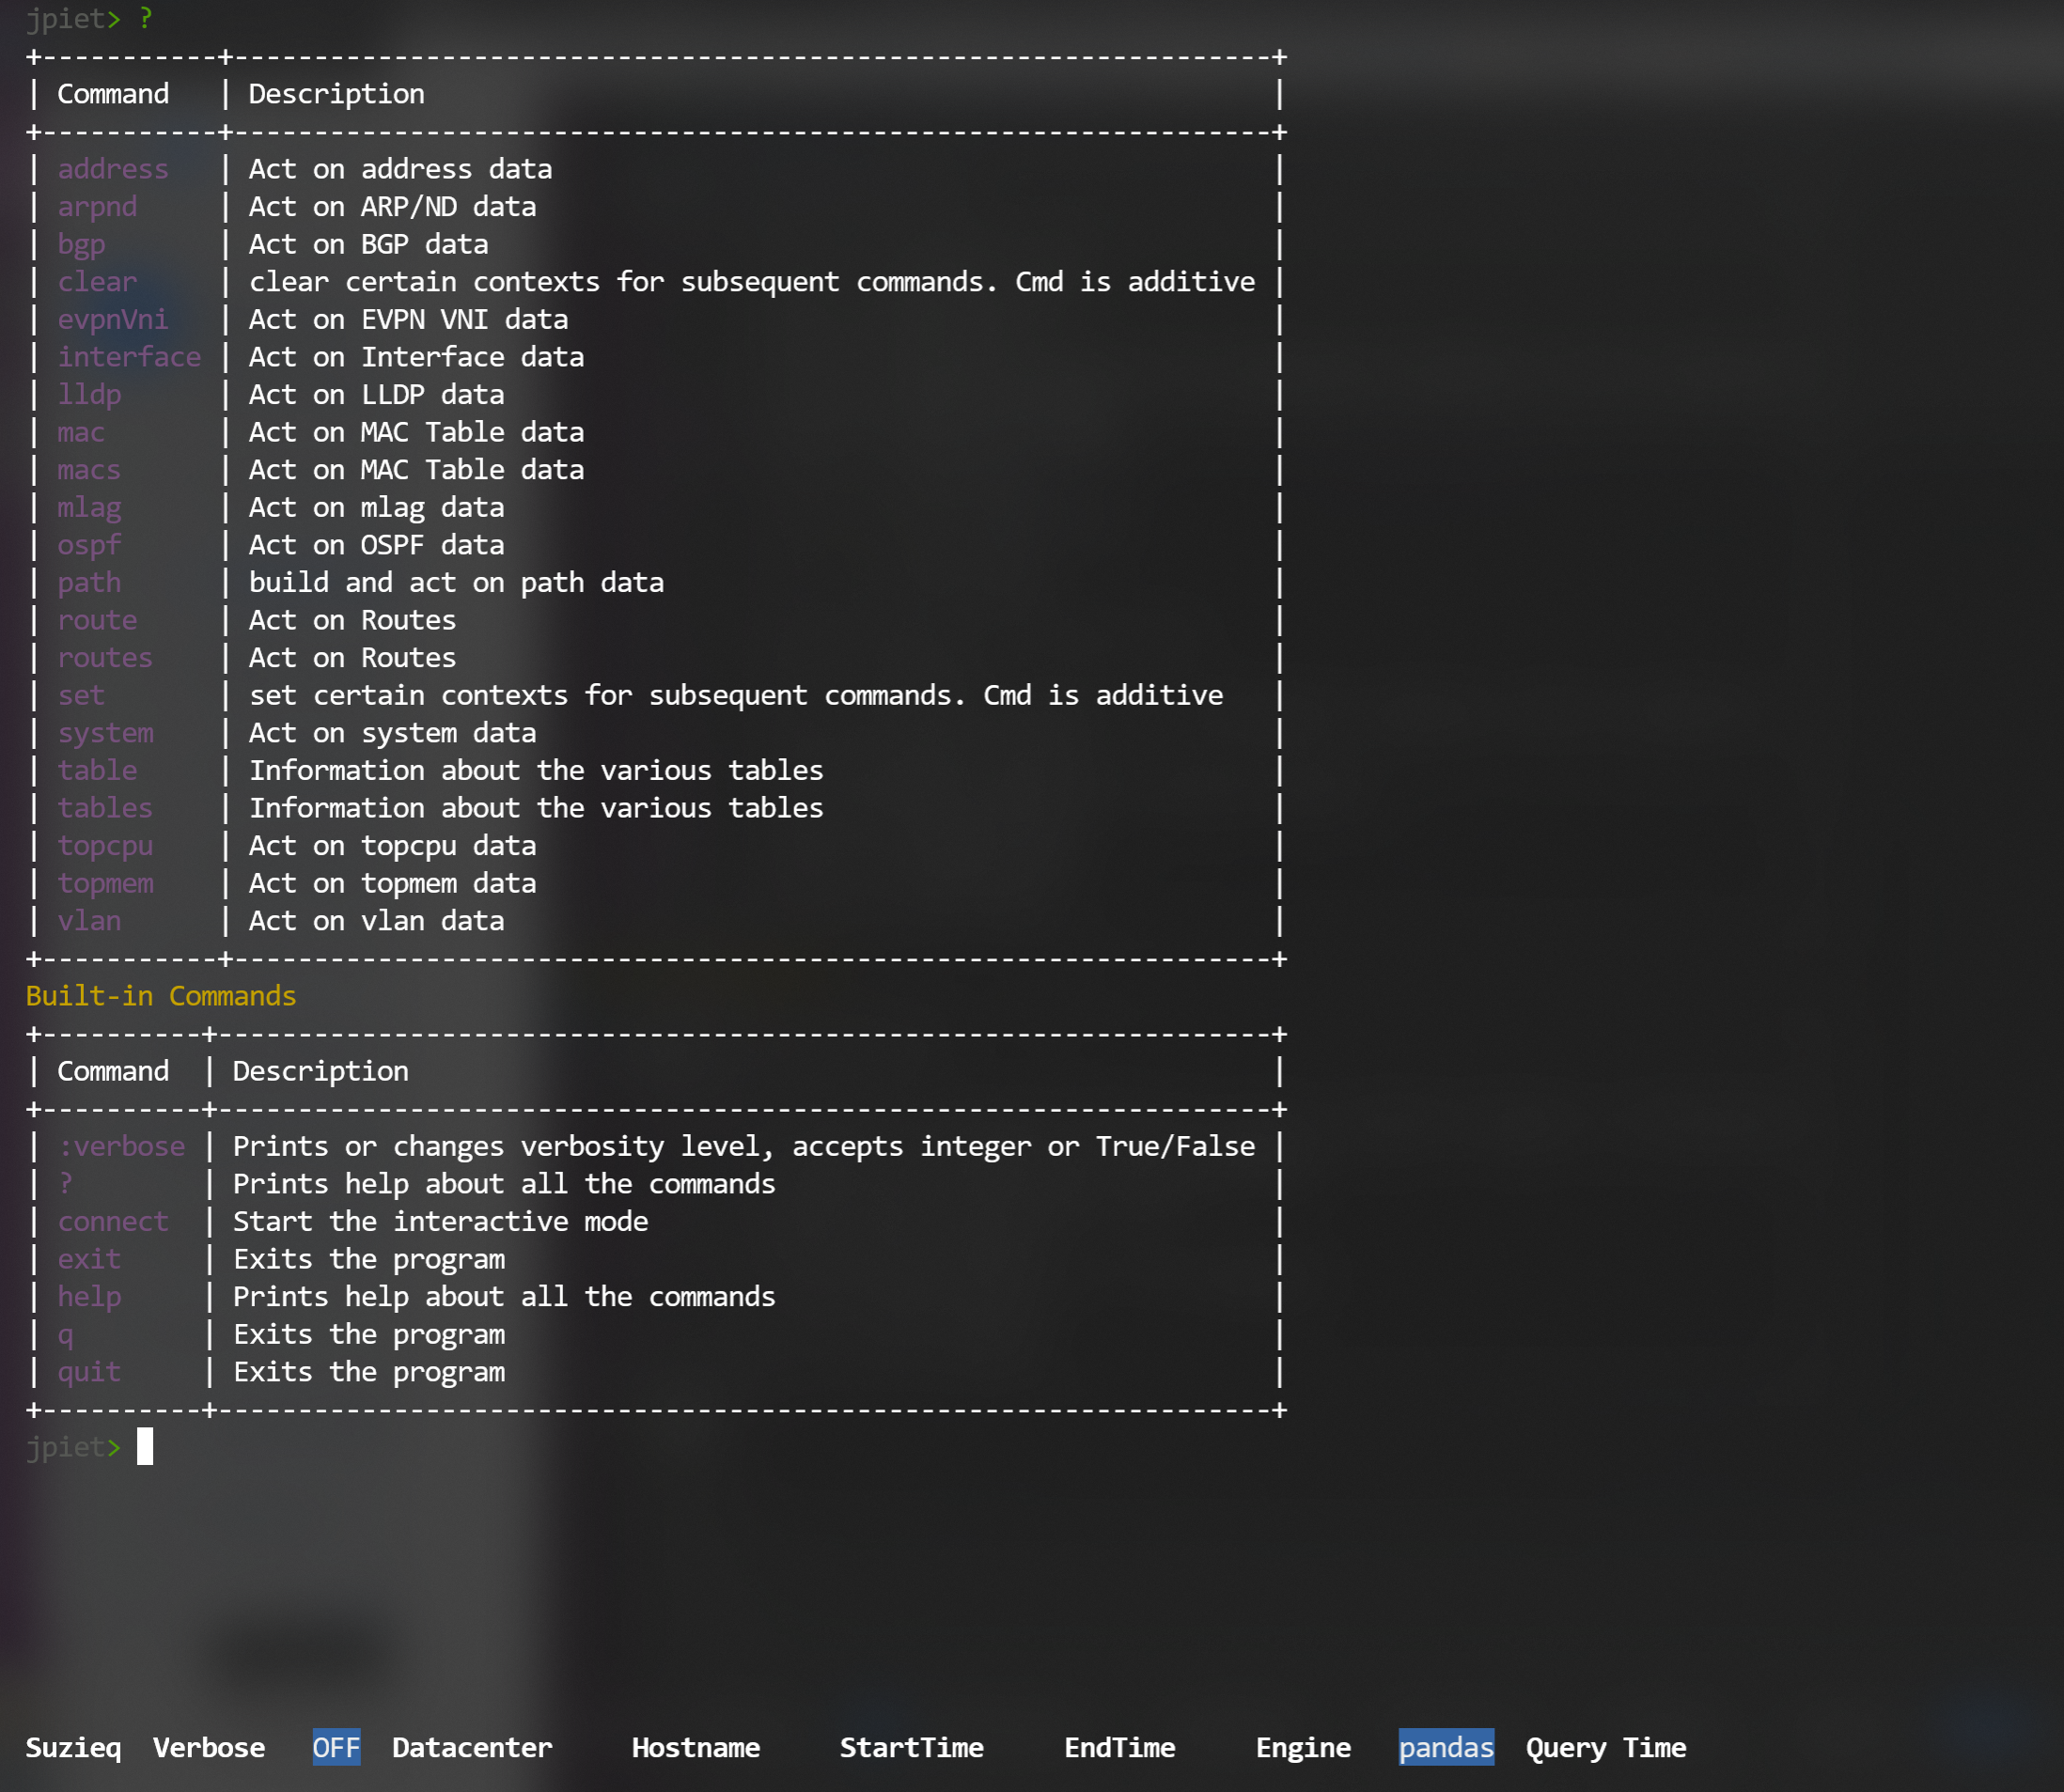 jpiet> ?
+-----------+-----------------------------------------------------------------+
| Command   | Description                                                     |
+-----------+-----------------------------------------------------------------+
| address   | Act on address data                                             |
| arpnd     | Act on ARP/ND data                                              |
| bgp       | Act on BGP data                                                 |
| clear     | clear certain contexts for subsequent commands. Cmd is additive |
| evpnVni   | Act on EVPN VNI data                                            |
| interface | Act on Interface data                                           |
| lldp      | Act on LLDP data                                                |
| mac       | Act on MAC Table data                                           |
| macs      | Act on MAC Table data                                           |
| mlag      | Act on mlag data                                                |
| ospf      | Act on OSPF data                                                |
| path      | build and act on path data                                      |
| route     | Act on Routes                                                   |
| routes    | Act on Routes                                                   |
| set       | set certain contexts for subsequent commands. Cmd is additive   |
| system    | Act on system data                                              |
| table     | Information about the various tables                            |
| tables    | Information about the various tables                            |
| topcpu    | Act on topcpu data                                              |
| topmem    | Act on topmem data                                              |
| vlan      | Act on vlan data                                                |
+-----------+-----------------------------------------------------------------+
Built-in Commands
+----------+------------------------------------------------------------------+
| Command  | Description                                                      |
+----------+------------------------------------------------------------------+
| :verbose | Prints or changes verbosity level, accepts integer or True/False |
| ?        | Prints help about all the commands                               |
| connect  | Start the interactive mode                                       |
| exit     | Exits the program                                                |
| help     | Prints help about all the commands                               |
| q        | Exits the program                                                |
| quit     | Exits the program                                                |
+----------+------------------------------------------------------------------+
jpiet>
Suzieq  Verbose   OFF  Datacenter     Hostname     StartTime     EndTime     Engine   pandas  Query Time